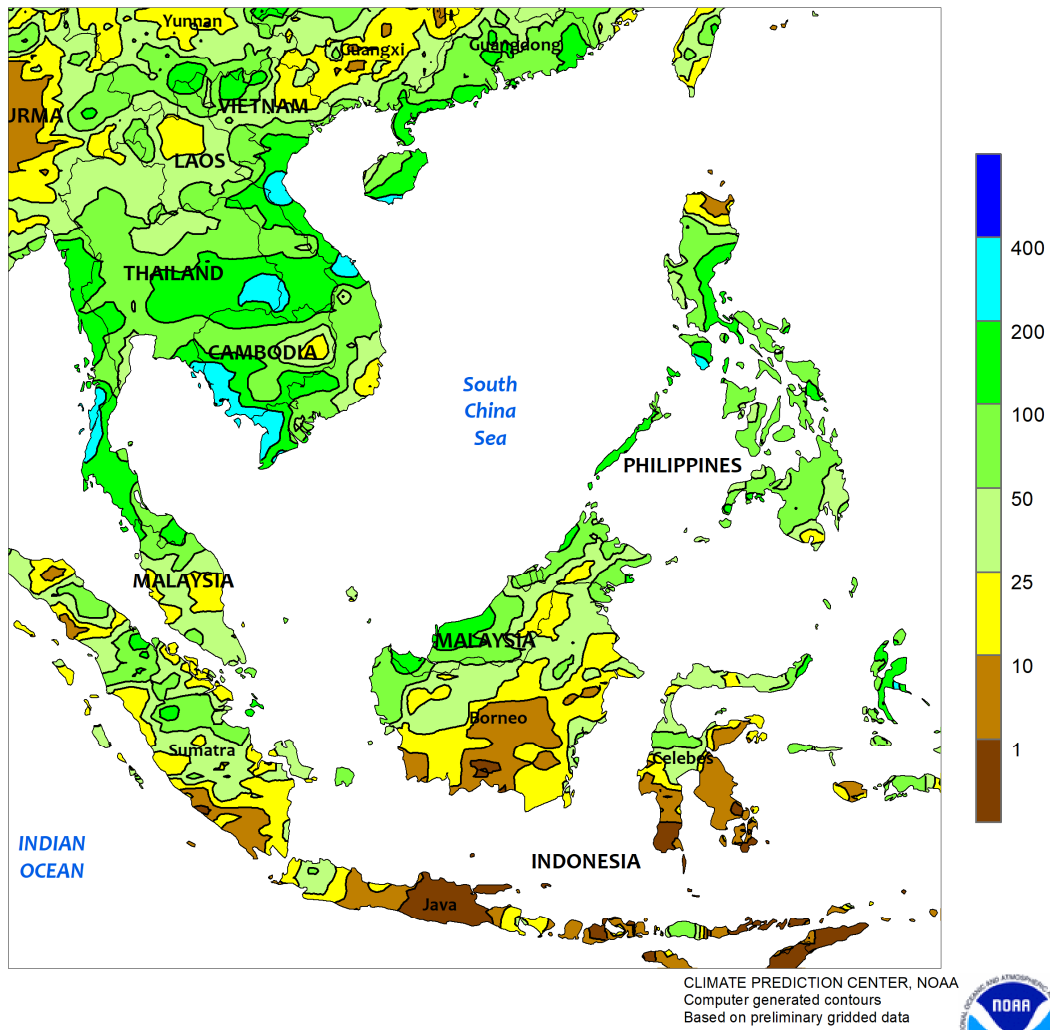 Yunnan
Guangxi
Guangdong
URMA
VIETNAM
LAOS
THAILAND
CAMBODIA
South
China
Sea
PHILIPPINES
MALAYSIA
MALAYSIA
Borneo
Sumatra
Celebes
INDIAN
OCEAN
INDONESIA
Java
400
200
100
50
25
10
1
CLIMATE PREDICTION CENTER, NOAA
Computer generated contours
Based on preliminary gridded data
NOAA